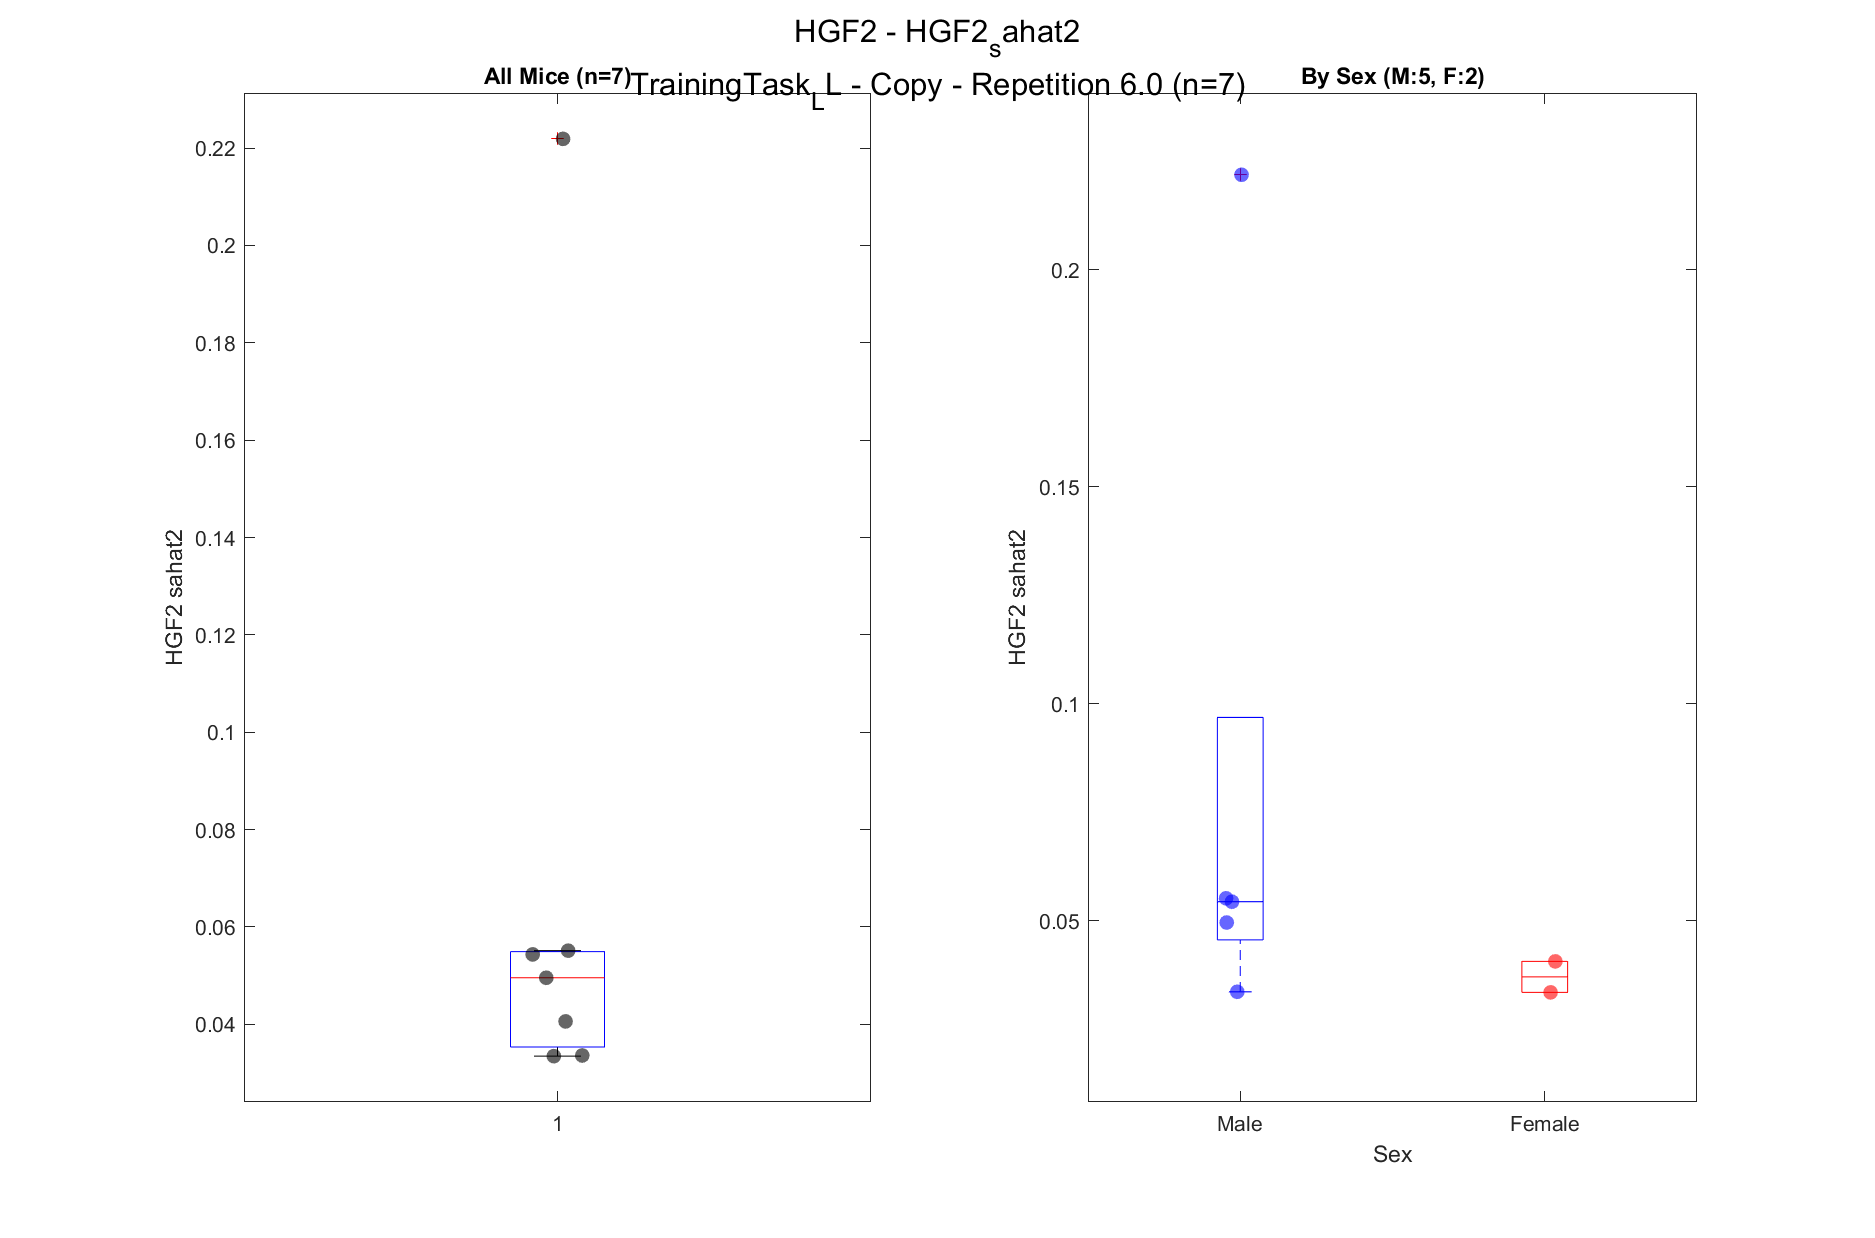 HGF2 - HGF2_sahat2
TrainingTask_LL - Copy - Repetition 6.0 (n=7)
All Mice (n=7)
HGF2 sahat2
0.22
0.2
0.18
0.16
0.14
0.12
0.1
0.08
0.06
0.04
1
By Sex (M:5, F:2)
HGF2 sahat2
0.2
0.15
0.1
0.05
Male
Female
Sex